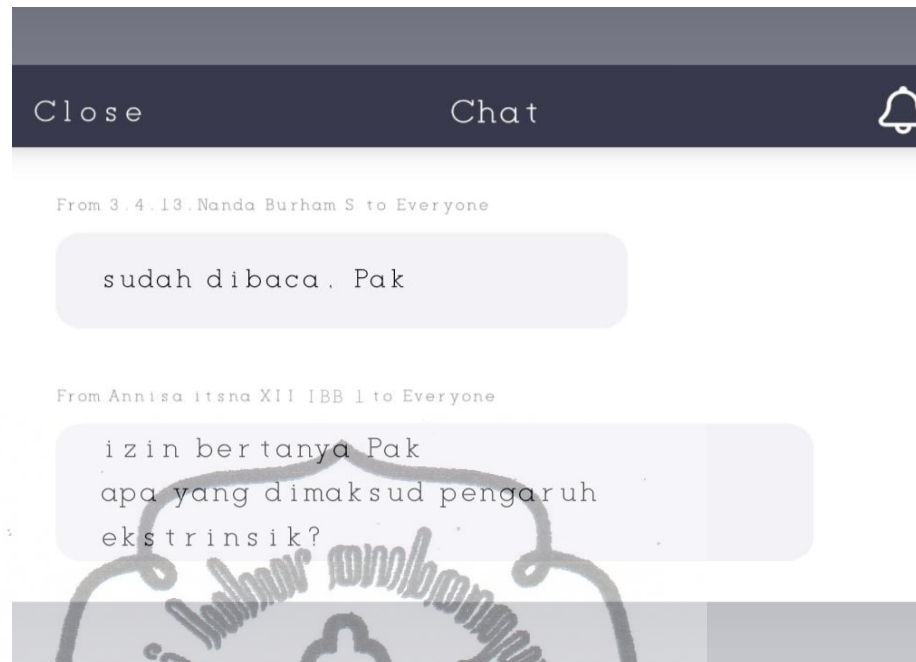 Close
Chat
From 3.4.13.Nanda Burham S to Everyone
sudah dibaca. Pak
From Annisa itsna XII IBB 1 to Everyone
izin bertanya Pak
apa yang dimaksud pengaruh
ekstrinsik?